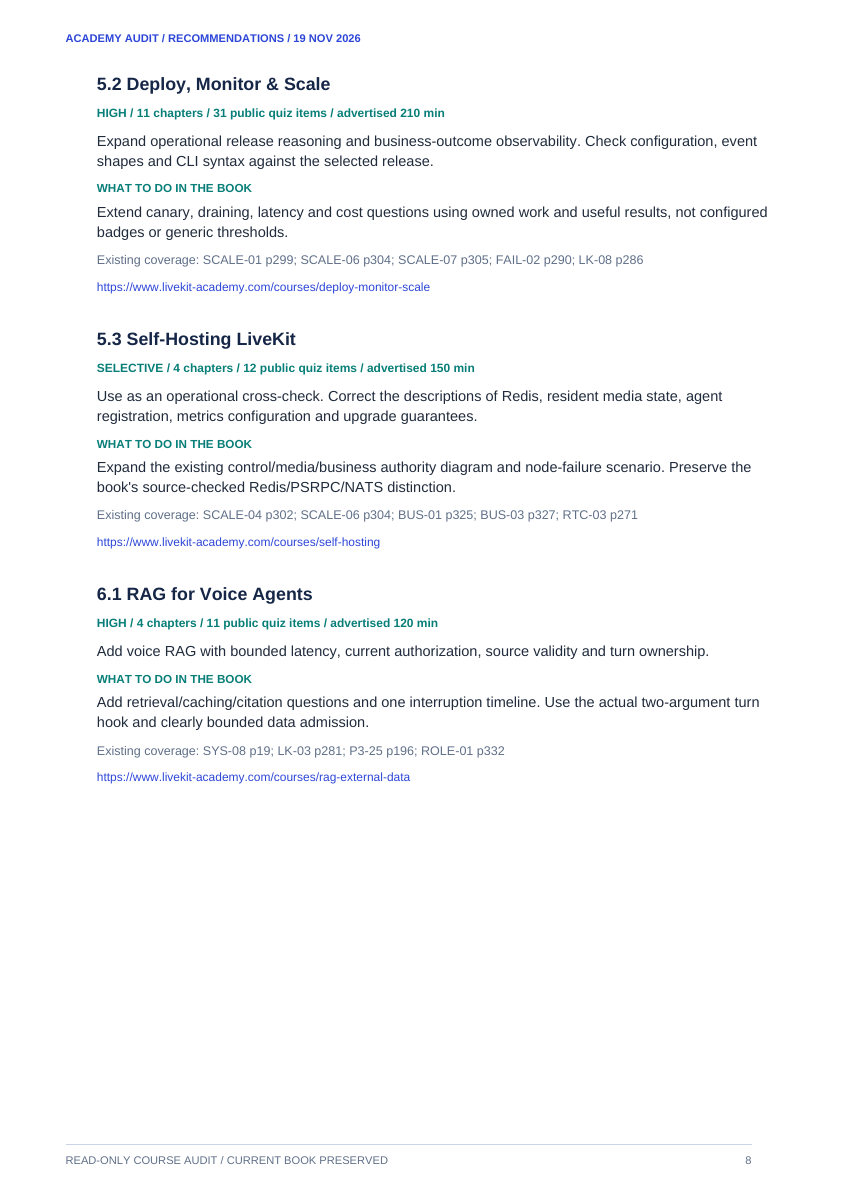 ACADEMY AUDIT / RECOMMENDATIONS / 19 NOV 2026
5.2 Deploy, Monitor & Scale
HIGH / 11 chapters / 31 public quiz items / advertised 210 min
Expand operational release reasoning and business-outcome observability. Check configuration, event
shapes and CLI syntax against the selected release.
WHAT TO DO IN THE BOOK
Extend canary, draining, latency and cost questions using owned work and useful results, not configured
badges or generic thresholds.
Existing coverage: SCALE-01 p299; SCALE-06 p304; SCALE-07 p305; FAIL-02 p290; LK-08 p286
https://www.livekit-academy.com/courses/deploy-monitor-scale
5.3 Self-Hosting LiveKit
SELECTIVE / 4 chapters / 12 public quiz items / advertised 150 min
Use as an operational cross-check. Correct the descriptions of Redis, resident media state, agent
registration, metrics configuration and upgrade guarantees.
WHAT TO DO IN THE BOOK
Expand the existing control/media/business authority diagram and node-failure scenario. Preserve the
book's source-checked Redis/PSRPC/NATS distinction.
Existing coverage: SCALE-04 p302; SCALE-06 p304; BUS-01 p325; BUS-03 p327; RTC-03 p271
https://www.livekit-academy.com/courses/self-hosting
6.1 RAG for Voice Agents
HIGH / 4 chapters / 11 public quiz items / advertised 120 min
Add voice RAG with bounded latency, current authorization, source validity and turn ownership.
WHAT TO DO IN THE BOOK
Add retrieval/caching/citation questions and one interruption timeline. Use the actual two-argument turn
hook and clearly bounded data admission.
Existing coverage: SYS-08 p19; LK-03 p281; P3-25 p196; ROLE-01 p332
https://www.livekit-academy.com/courses/rag-external-data
READ-ONLY COURSE AUDIT / CURRENT BOOK PRESERVED
8